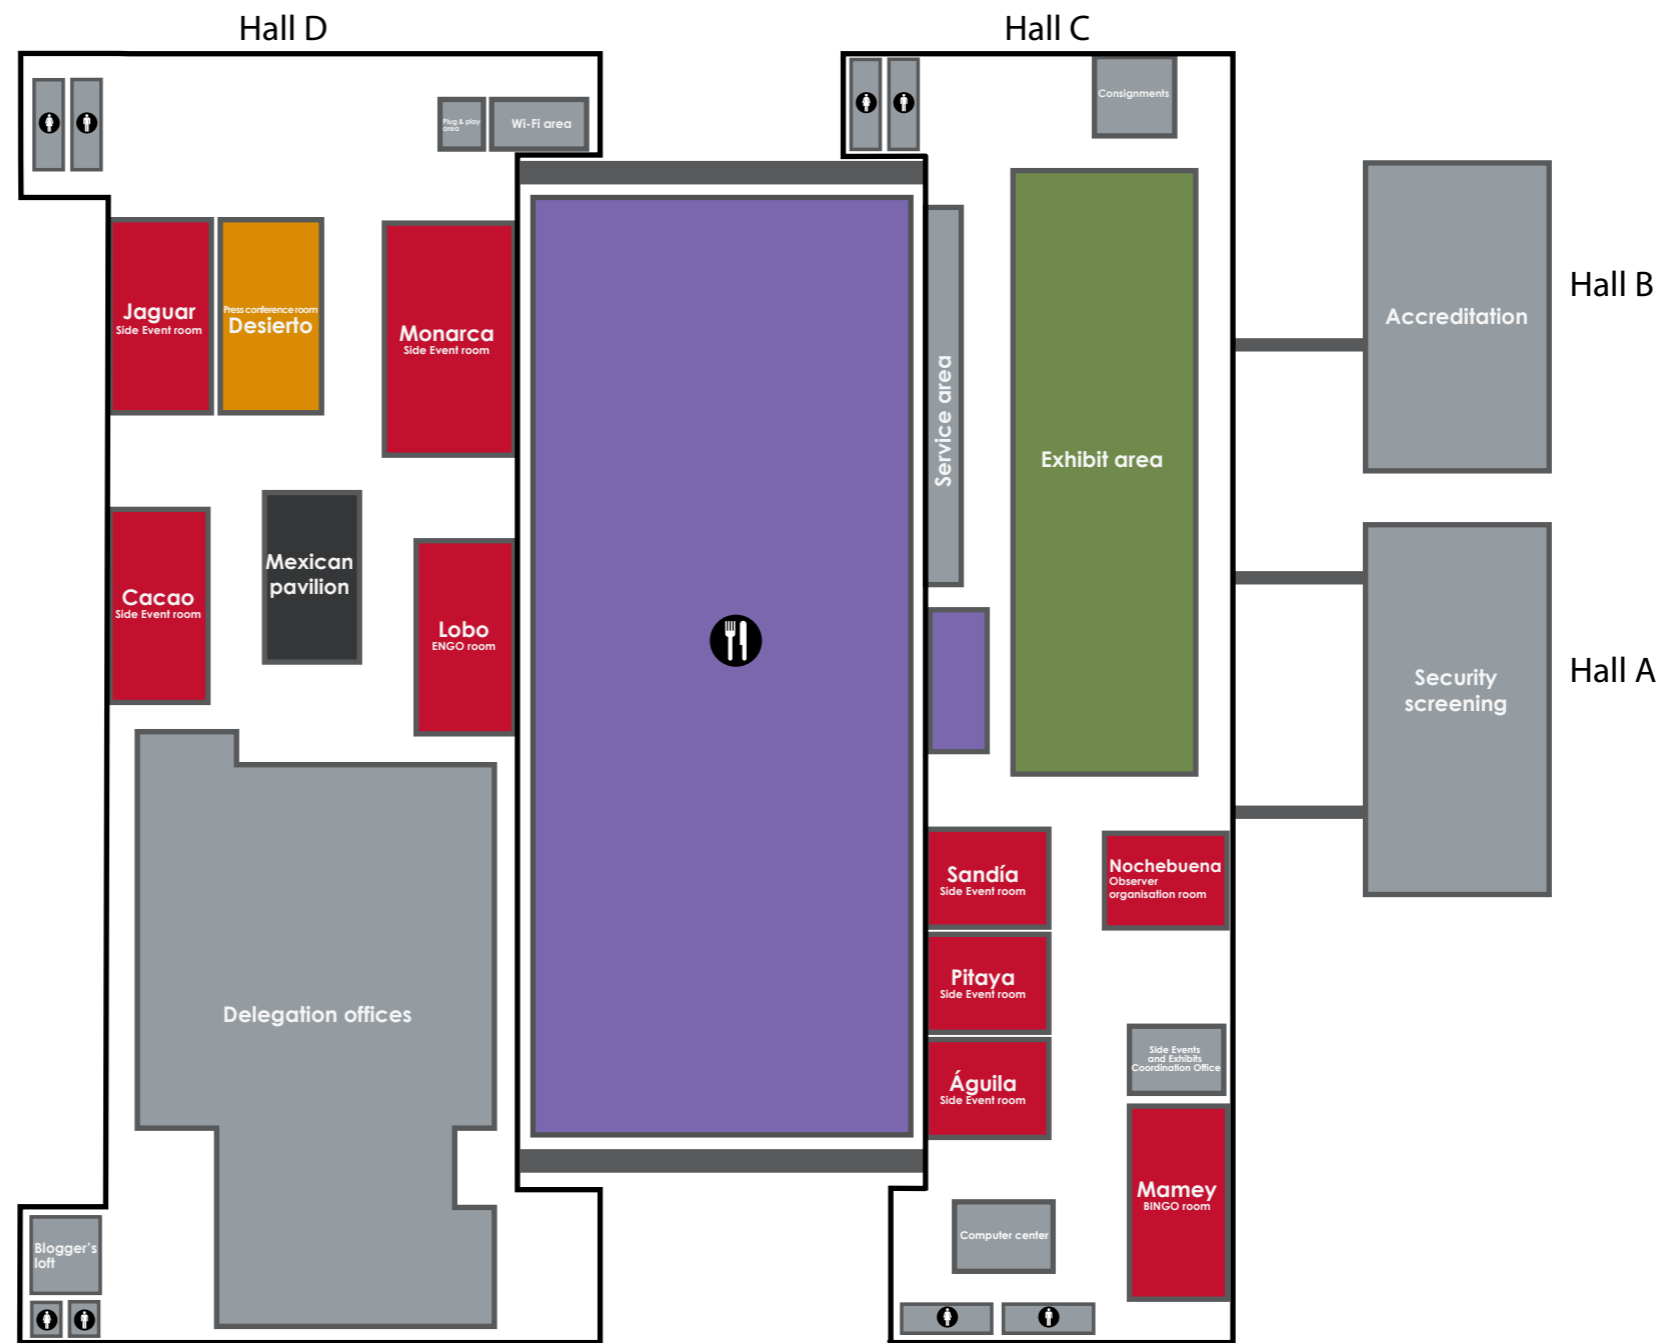 Hall D
Hall C
Plug & play
area
Wi-Fi area
Consignments
Jaguar
Side Event room
Press conference room
Desierto
Monarca
Side Event room
Service area
Exhibit area
Accreditation
Hall B
Cacao
Side Event room
Mexican
pavilion
Lobo
ENGO room
Security
screening
Hall A
Sandía
Side Event room
Nochebuena
Observer
organisation room
Pitaya
Side Event room
Delegation offices
Águila
Side Event room
Side Events
and Exhibits
Coordination Office
Mamey
BINGO room
Computer center
Blogger's
loft